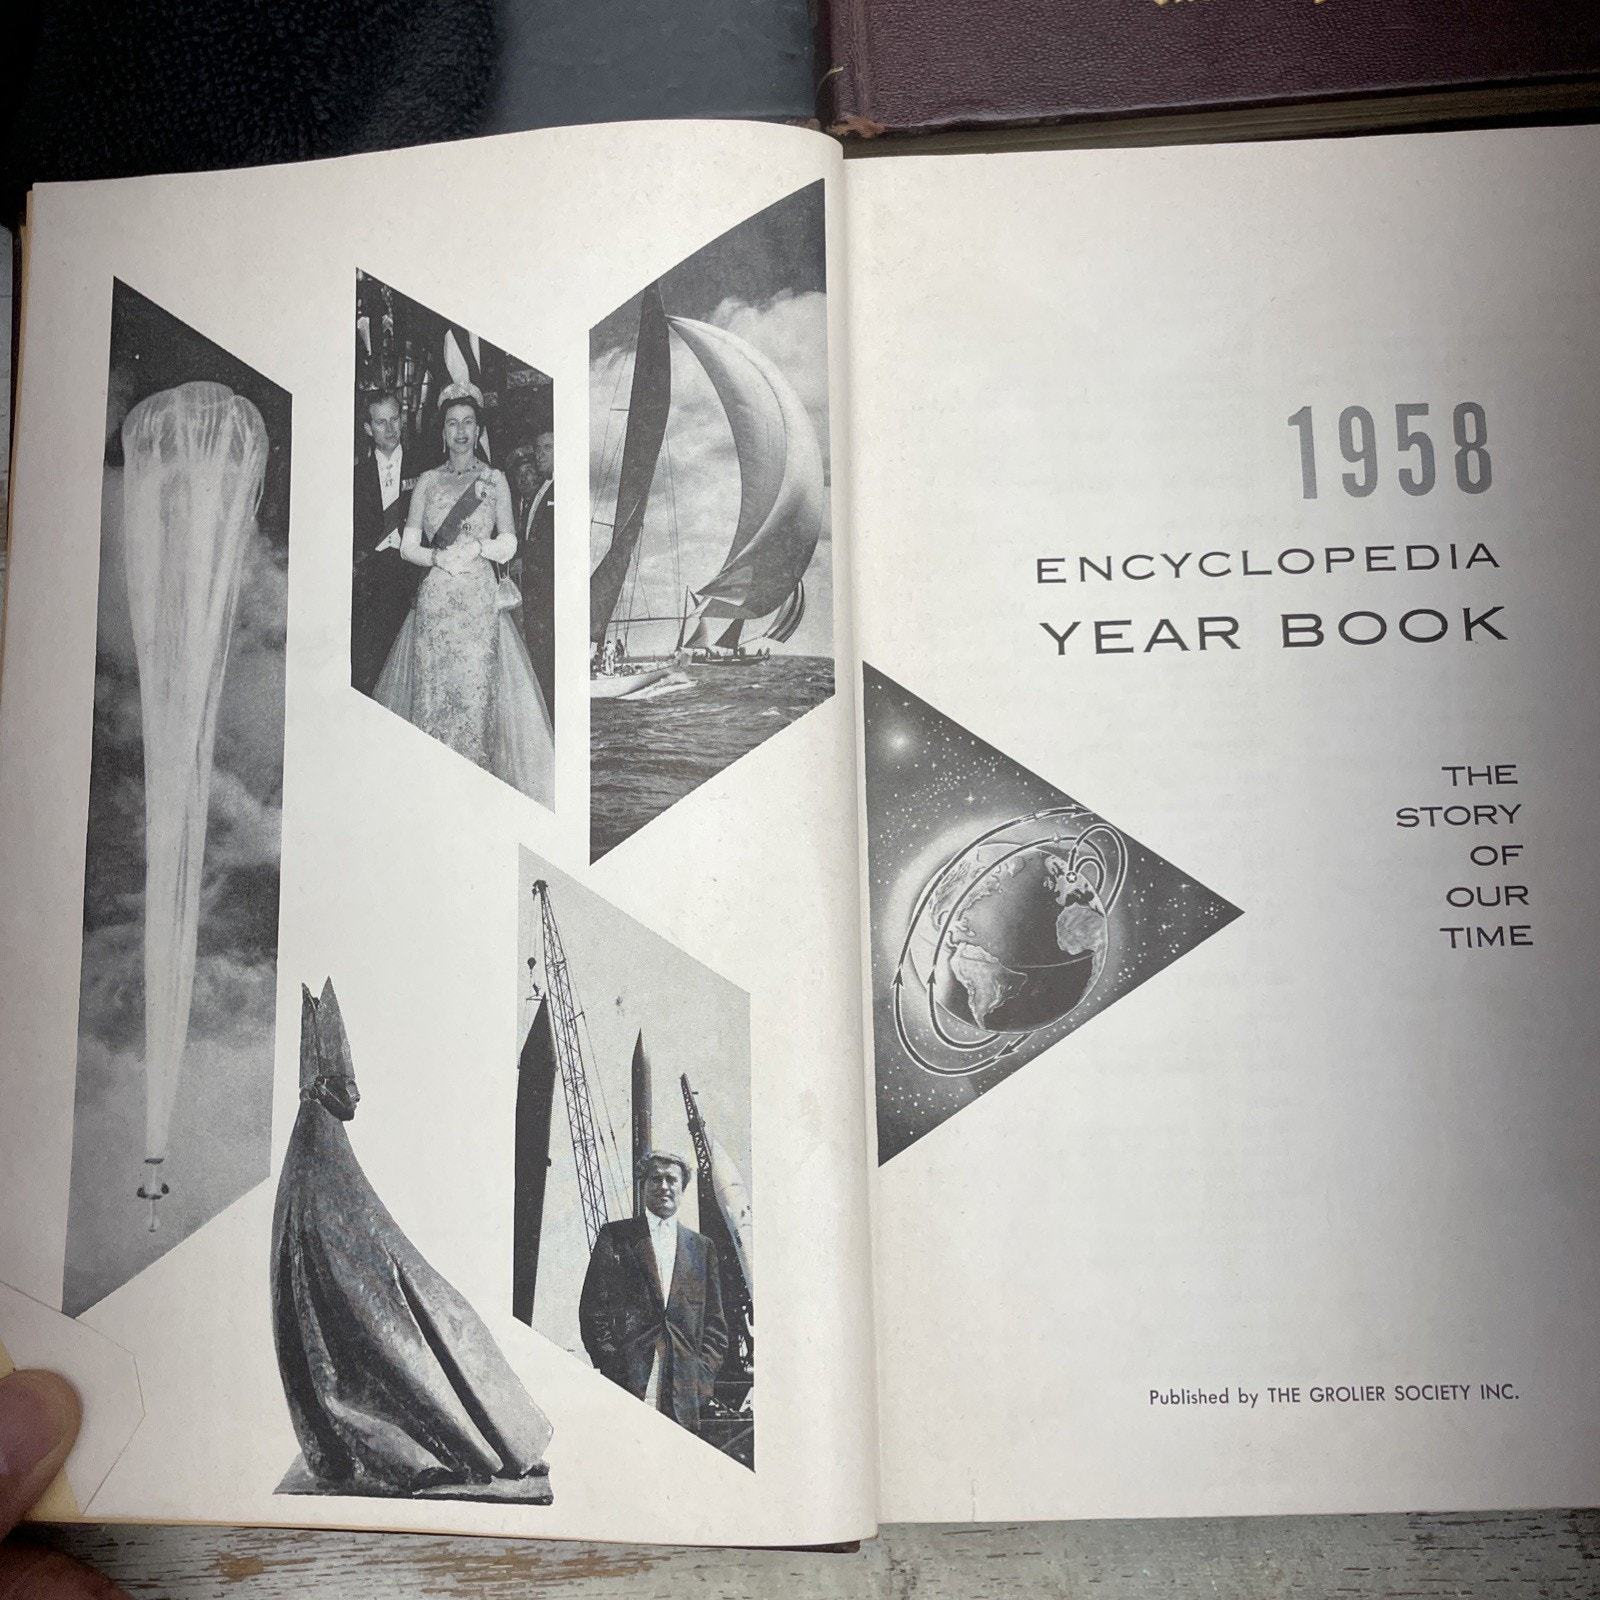 1958
ENCYCLOPEDIA
YEAR BOOK
THE
STORY
OF
OUR
TIME
Published by THE GROLIER SOCIETY INC.